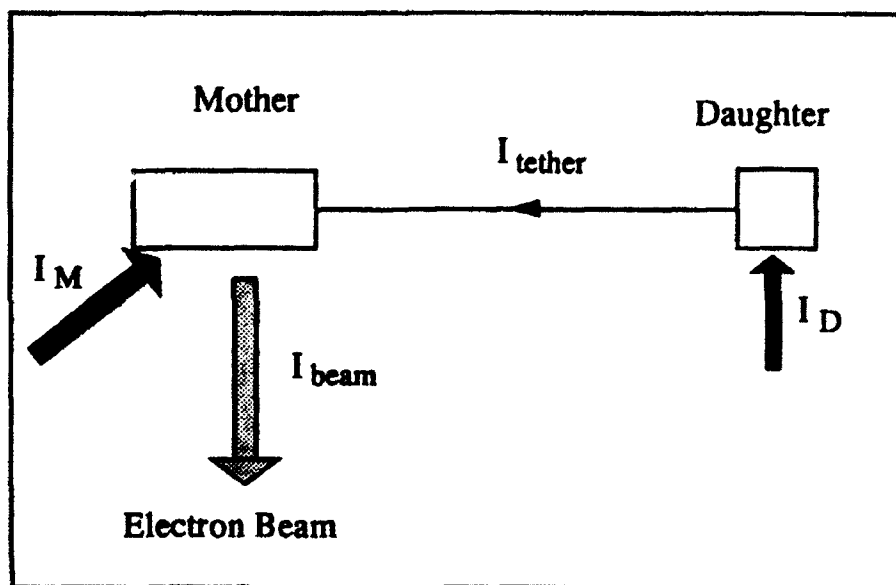 Mother
Daughter
I tether
I M
I D
I beam
Electron Beam